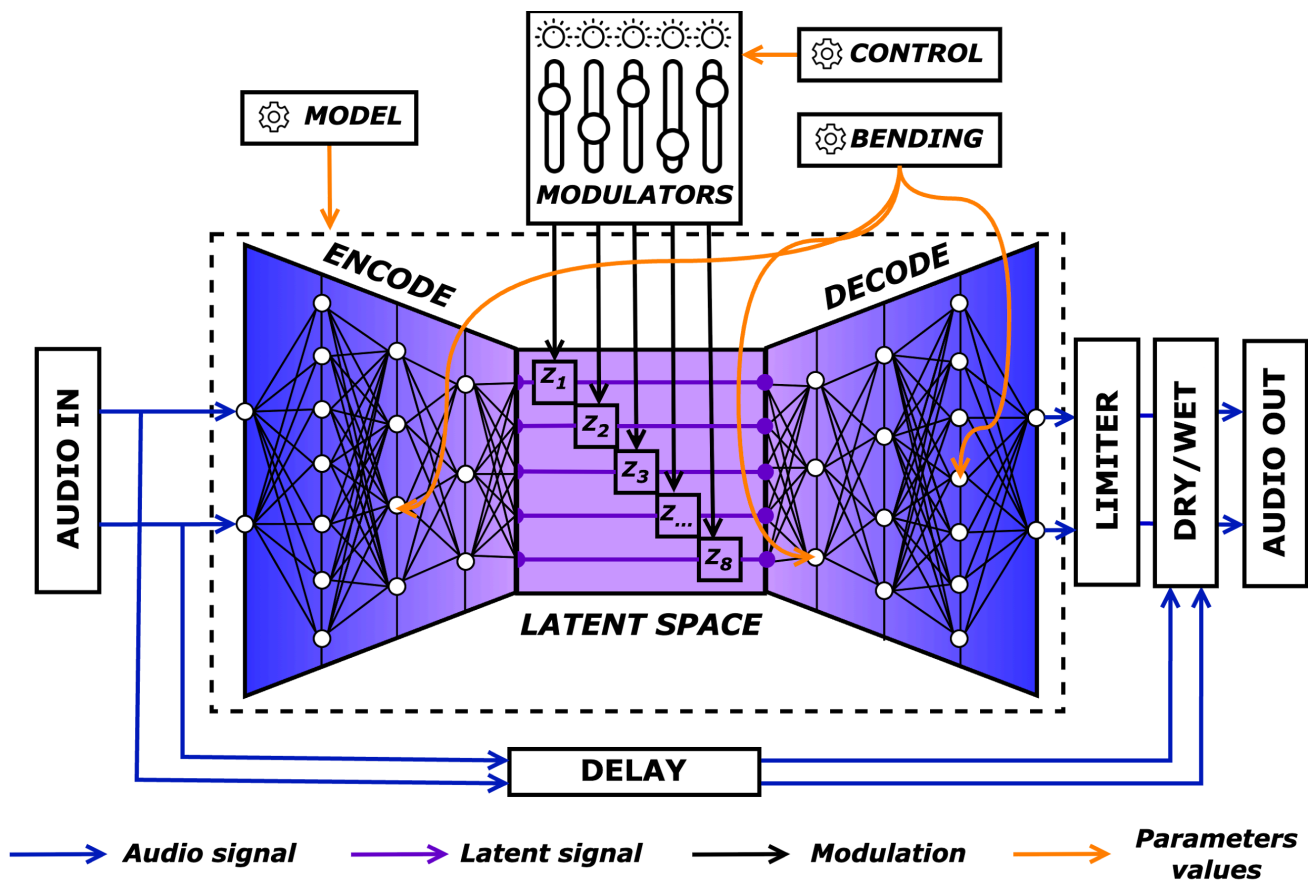 CONTROL
MODEL
BENDING
MODULATORS
ENCODE
DECODE
AUDIO IN
z1
z2
z3
z...
z8
LIMITER
DRY/WET
AUDIO OUT
LATENT SPACE
DELAY
Audio signal
Latent signal
Modulation
Parameters
values